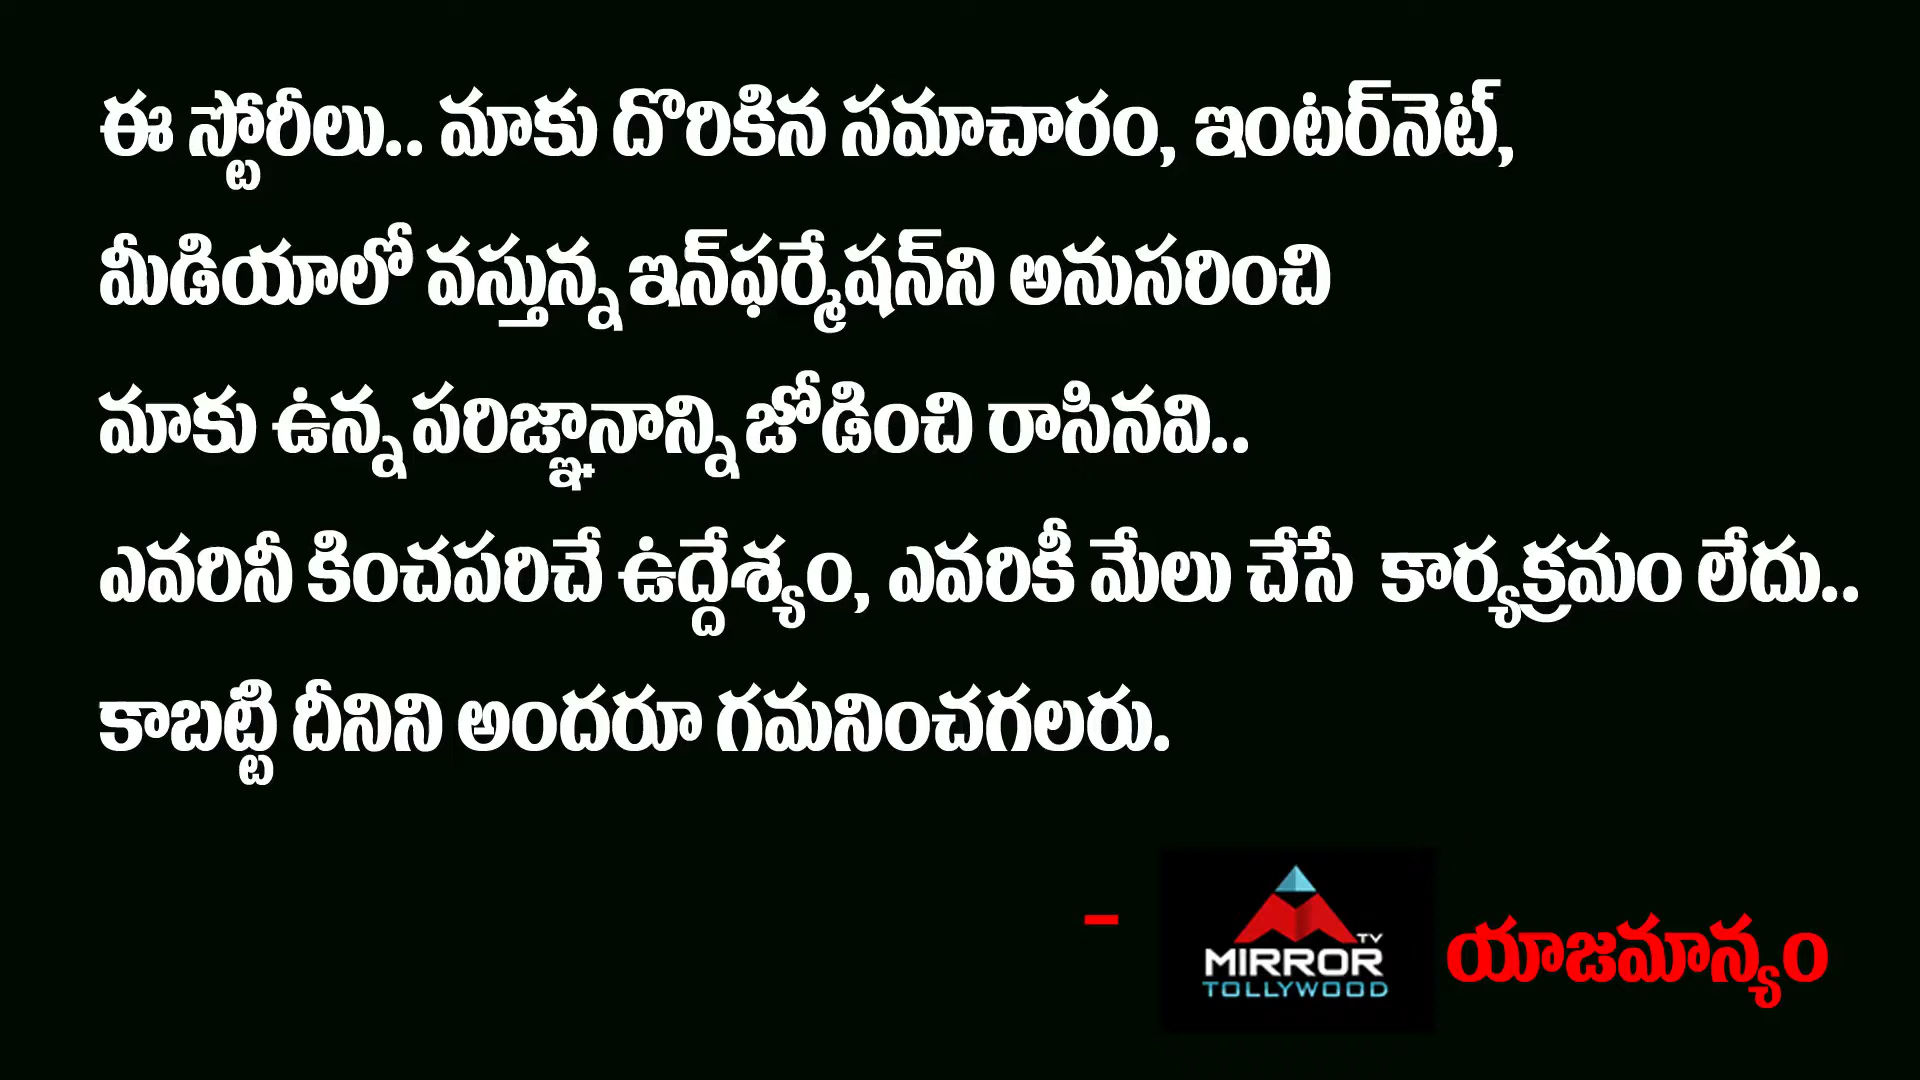 ఈ స్టోరీలు.. మాకు దొరికిన సమాచారం, ఇంటర్‌నెట్,
మీడియాలో వస్తున్న ఇన్‌ఫర్మేషన్‌ని అనుసరించి
మాకు ఉన్న పరిజ్ఞానాన్ని జోడించి రాసినవి..
ఎవరినీ కించపరిచే ఉద్దేశ్యం, ఎవరికీ మేలు చేసే కార్యక్రమం లేదు..
కాబట్టి దీనిని అందరూ గమనించగలరు.
- MIRROR TV TOLLYWOOD యాజమాన్యం